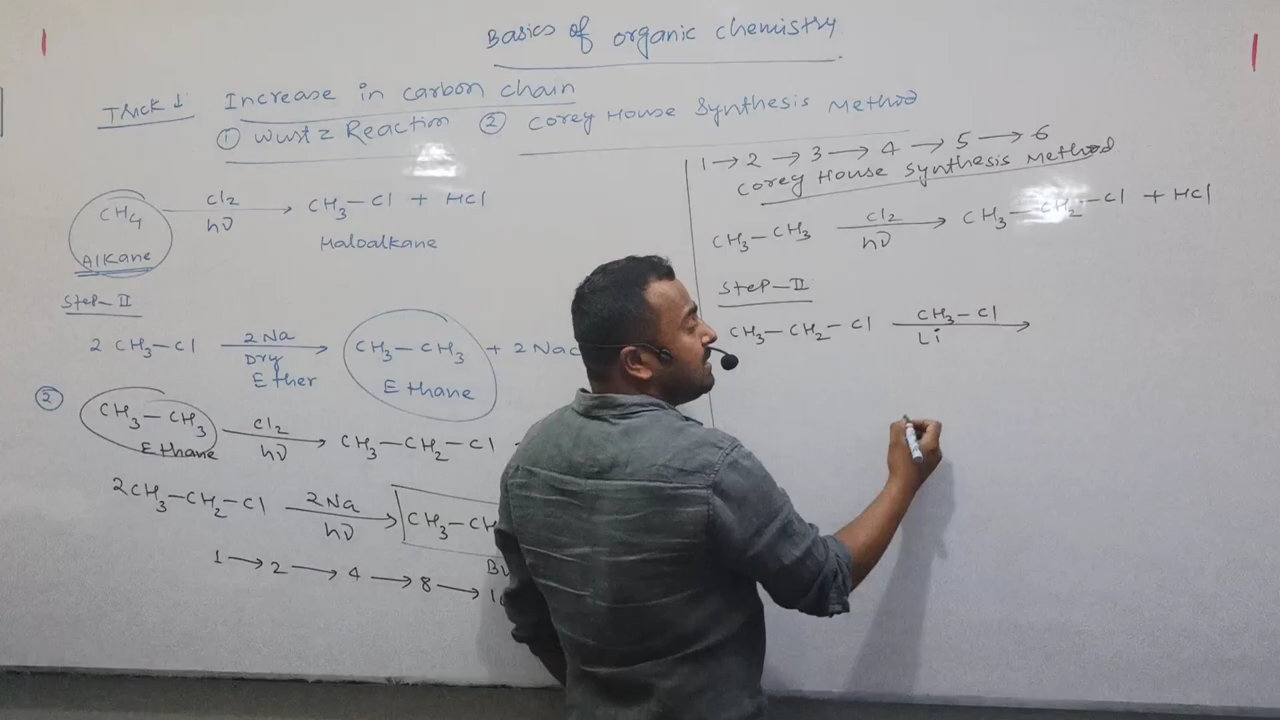 Basics of organic chemistry
Trick 1 Increase in carbon chain
① Wurtz Reaction ② Corey House Synthesis Method
CH4 Cl2 hν → CH3-Cl + HCl
Alkane Haloalkane
Step-II
2 CH3-Cl 2Na Dry Ether → CH3-CH3 + 2NaC
Ethane
② CH3-CH3 Cl2 hν → CH3-CH2-Cl
Ethane
2CH3-CH2-Cl 2Na hν → CH3-CH
1 → 2 → 4 → 8 →
1 → 2 → 3 → 4 → 5 → 6
Corey House Synthesis Method
CH3-CH3 Cl2 hν → CH3-CH2-Cl + HCl
Step-II
CH3-CH2-Cl CH3-Cl Li →